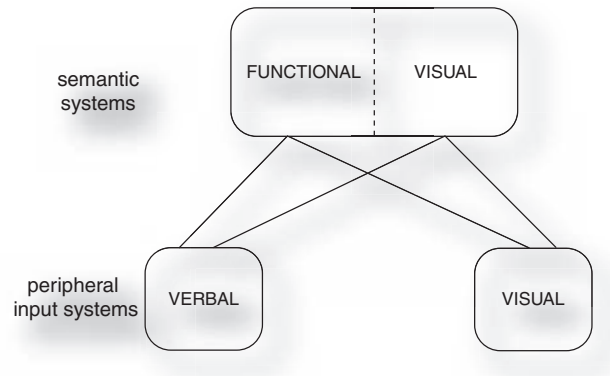 semantic
systems
FUNCTIONAL
VISUAL
peripheral
input systems
VERBAL
VISUAL